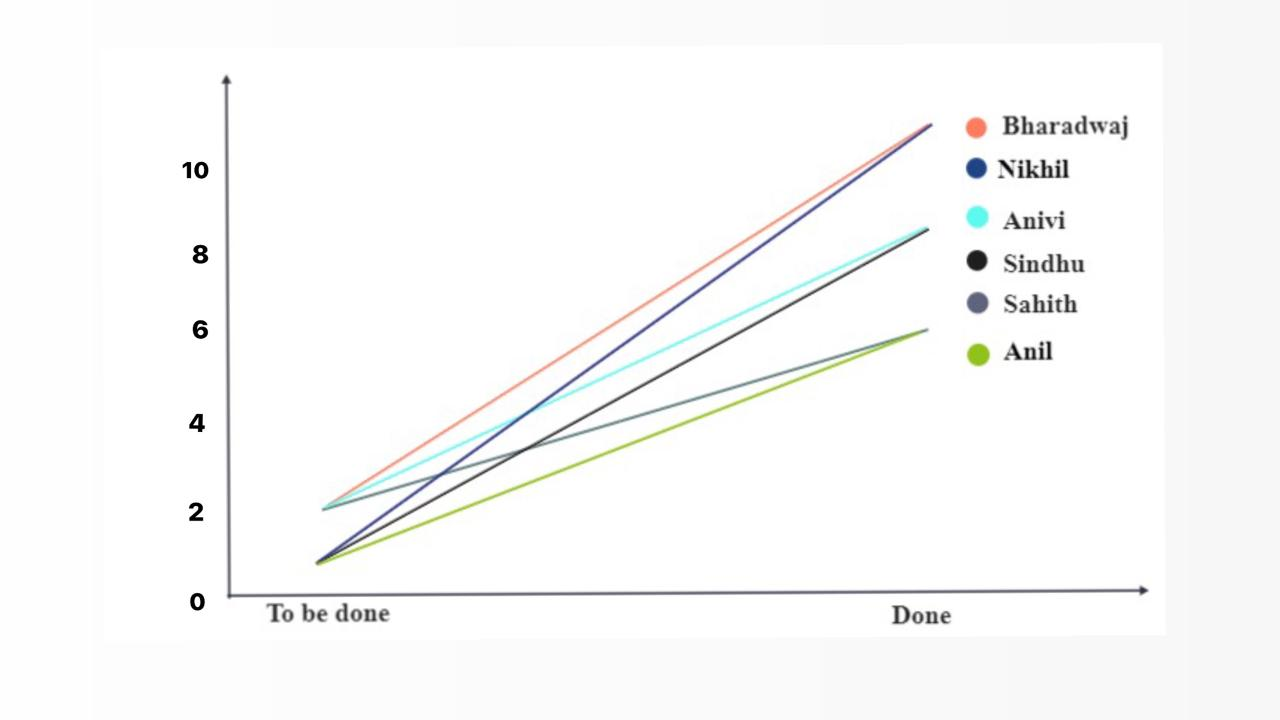 10
8
6
4
2
0
To be done
Done
Bharadwaj
Nikhil
Anivi
Sindhu
Sahith
Anil